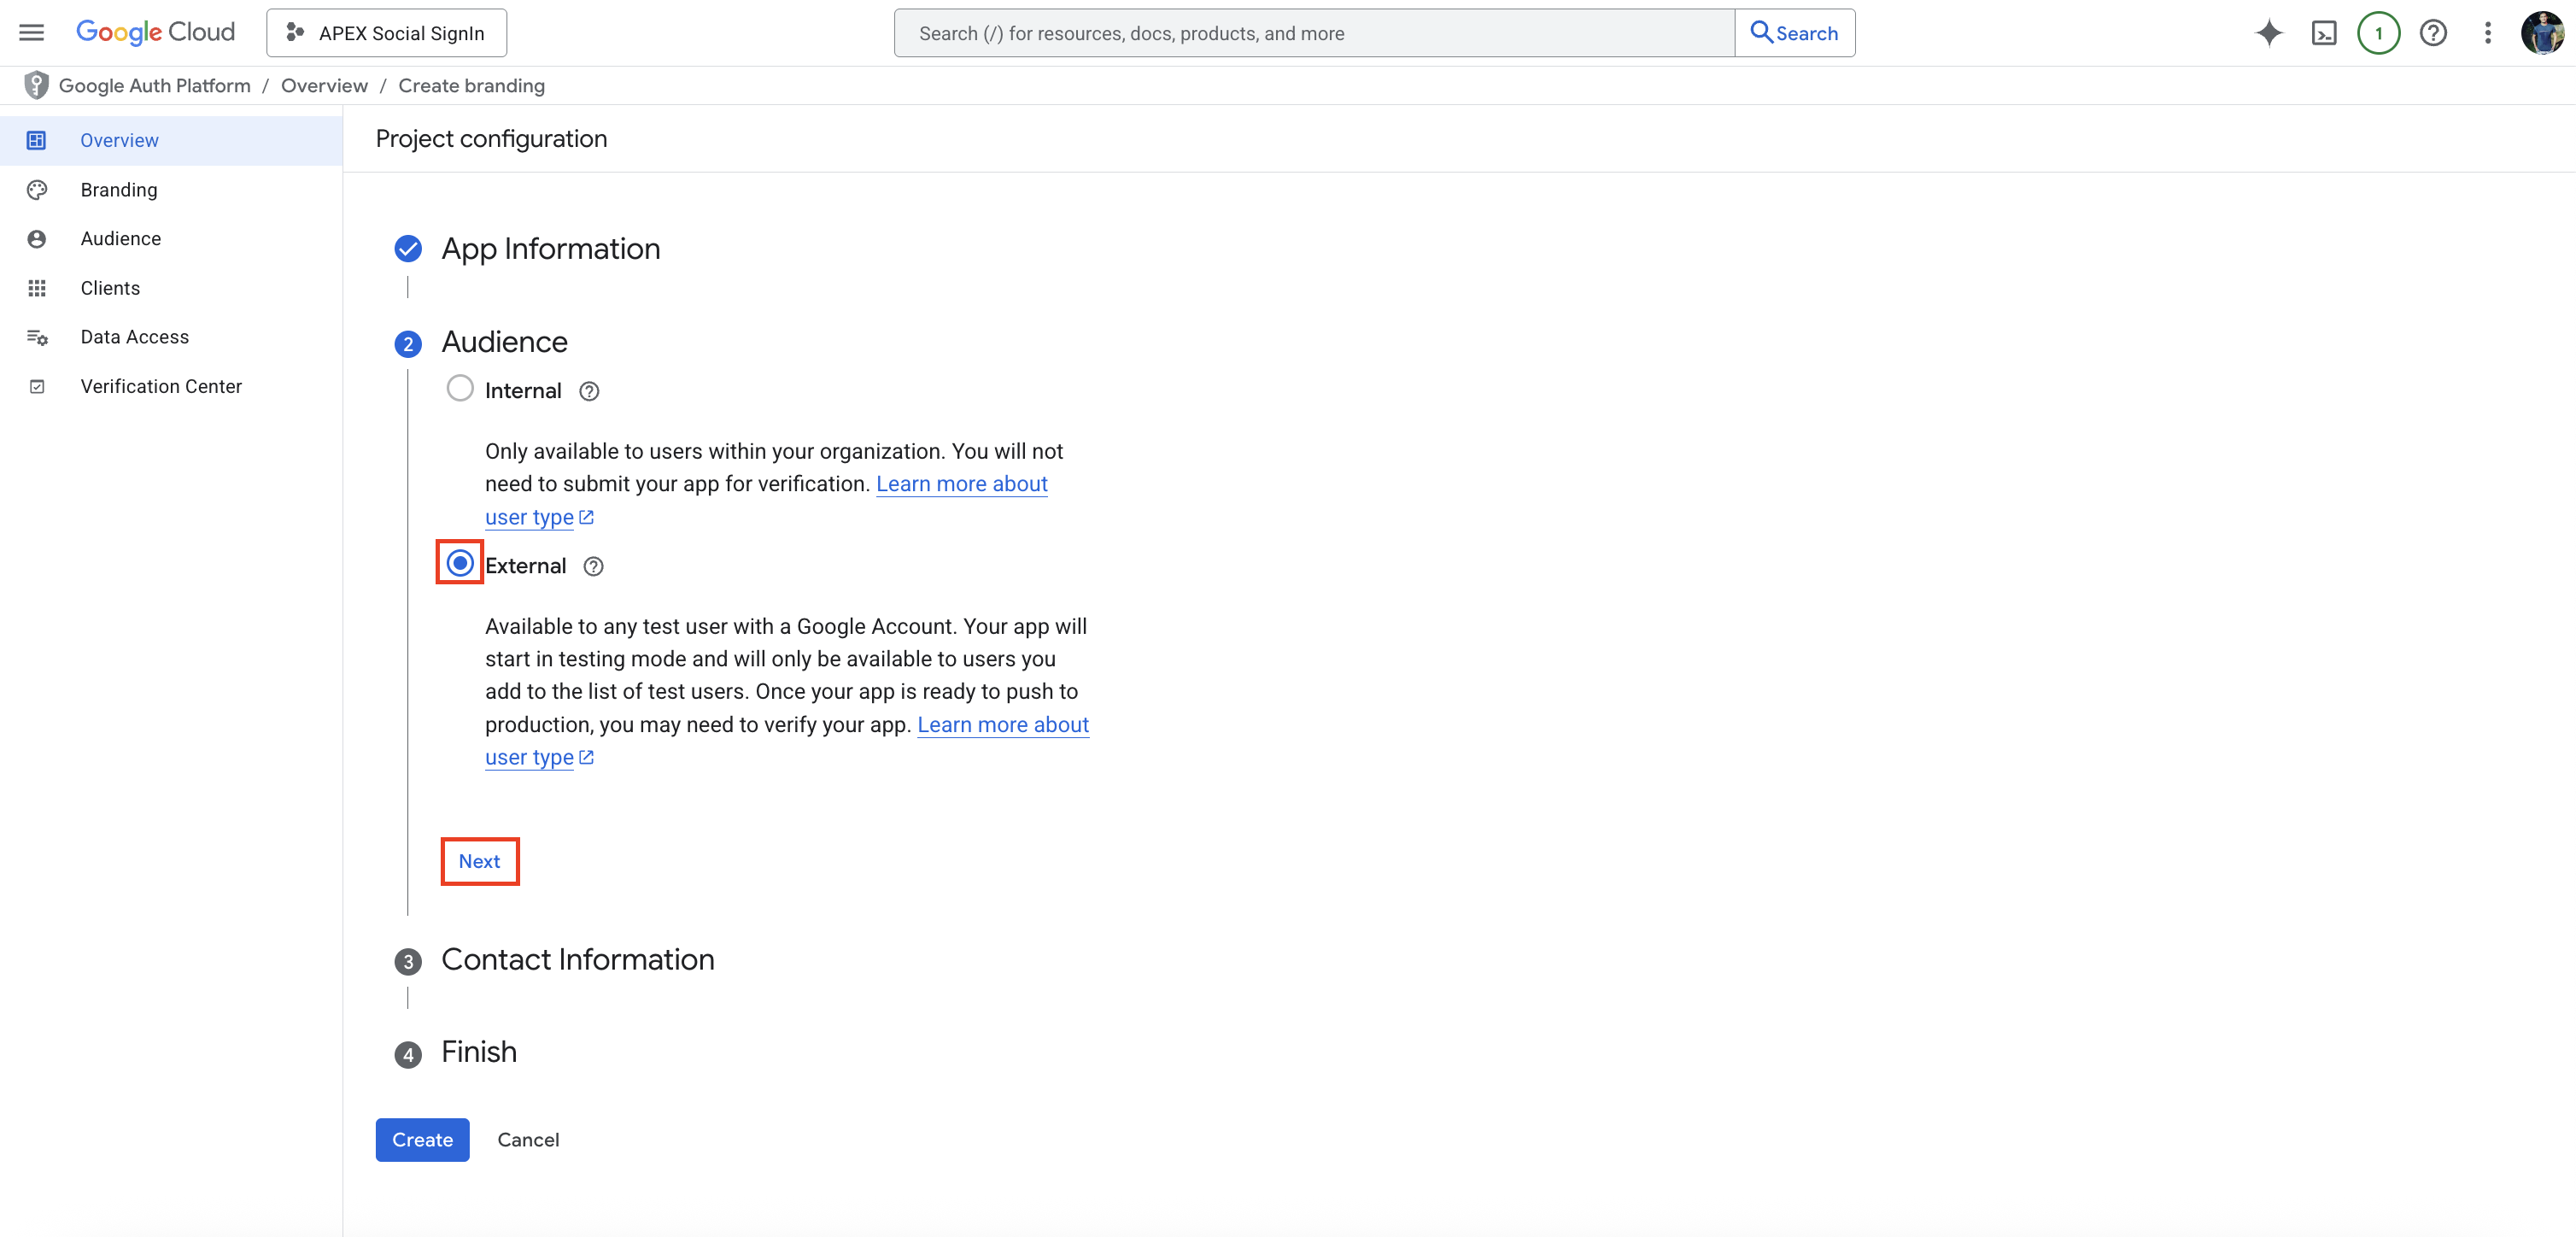 Google Cloud
APEX Social SignIn
Search (/) for resources, docs, products, and more
Search
1
Google Auth Platform / Overview / Create branding
Overview
Branding
Audience
Clients
Data Access
Verification Center
Project configuration
App Information
2 Audience
Internal
Only available to users within your organization. You will not
need to submit your app for verification. Learn more about
user type
External
Available to any test user with a Google Account. Your app will
start in testing mode and will only be available to users you
add to the list of test users. Once your app is ready to push to
production, you may need to verify your app. Learn more about
user type
Next
3 Contact Information
4 Finish
Create
Cancel